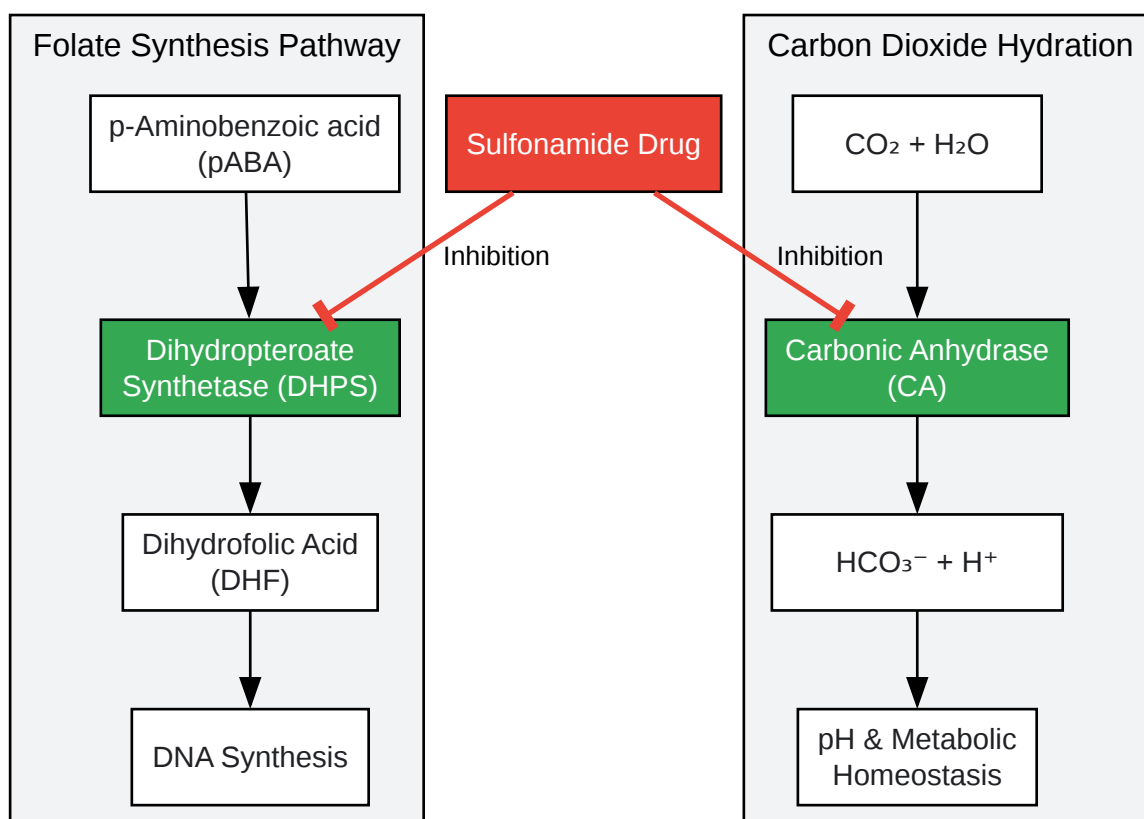 Folate Synthesis Pathway
p-Aminobenzoic acid
(pABA)
Dihydropteroate
Synthetase (DHPS)
Dihydrofolic Acid
(DHF)
DNA Synthesis
Sulfonamide Drug
Inhibition
Inhibition
Carbon Dioxide Hydration
CO₂ + H₂O
Carbonic Anhydrase
(CA)
HCO₃⁻ + H⁺
pH & Metabolic
Homeostasis